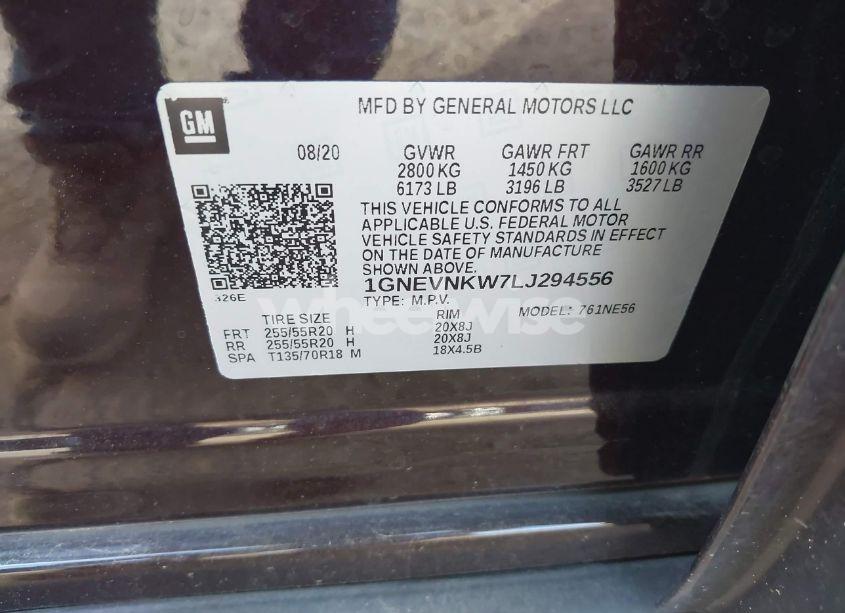 GM
MFD BY GENERAL MOTORS LLC
08/20 GVWR GAWR FRT GAWR RR
2800 KG 1450 KG 1600 KG
6173 LB 3196 LB 3527 LB
THIS VEHICLE CONFORMS TO ALL
APPLICABLE U.S. FEDERAL MOTOR
VEHICLE SAFETY STANDARDS IN EFFECT
ON THE DATE OF MANUFACTURE
SHOWN ABOVE.
326E
1GNEVNKW7LJ294556
TYPE: M.P.V. MODEL: 761NE56
TIRE SIZE RIM
FRT 255/55R20 H 20X8J
RR 255/55R20 H 20X8J
SPA T135/70R18 M 18X4.5B
wheelwise